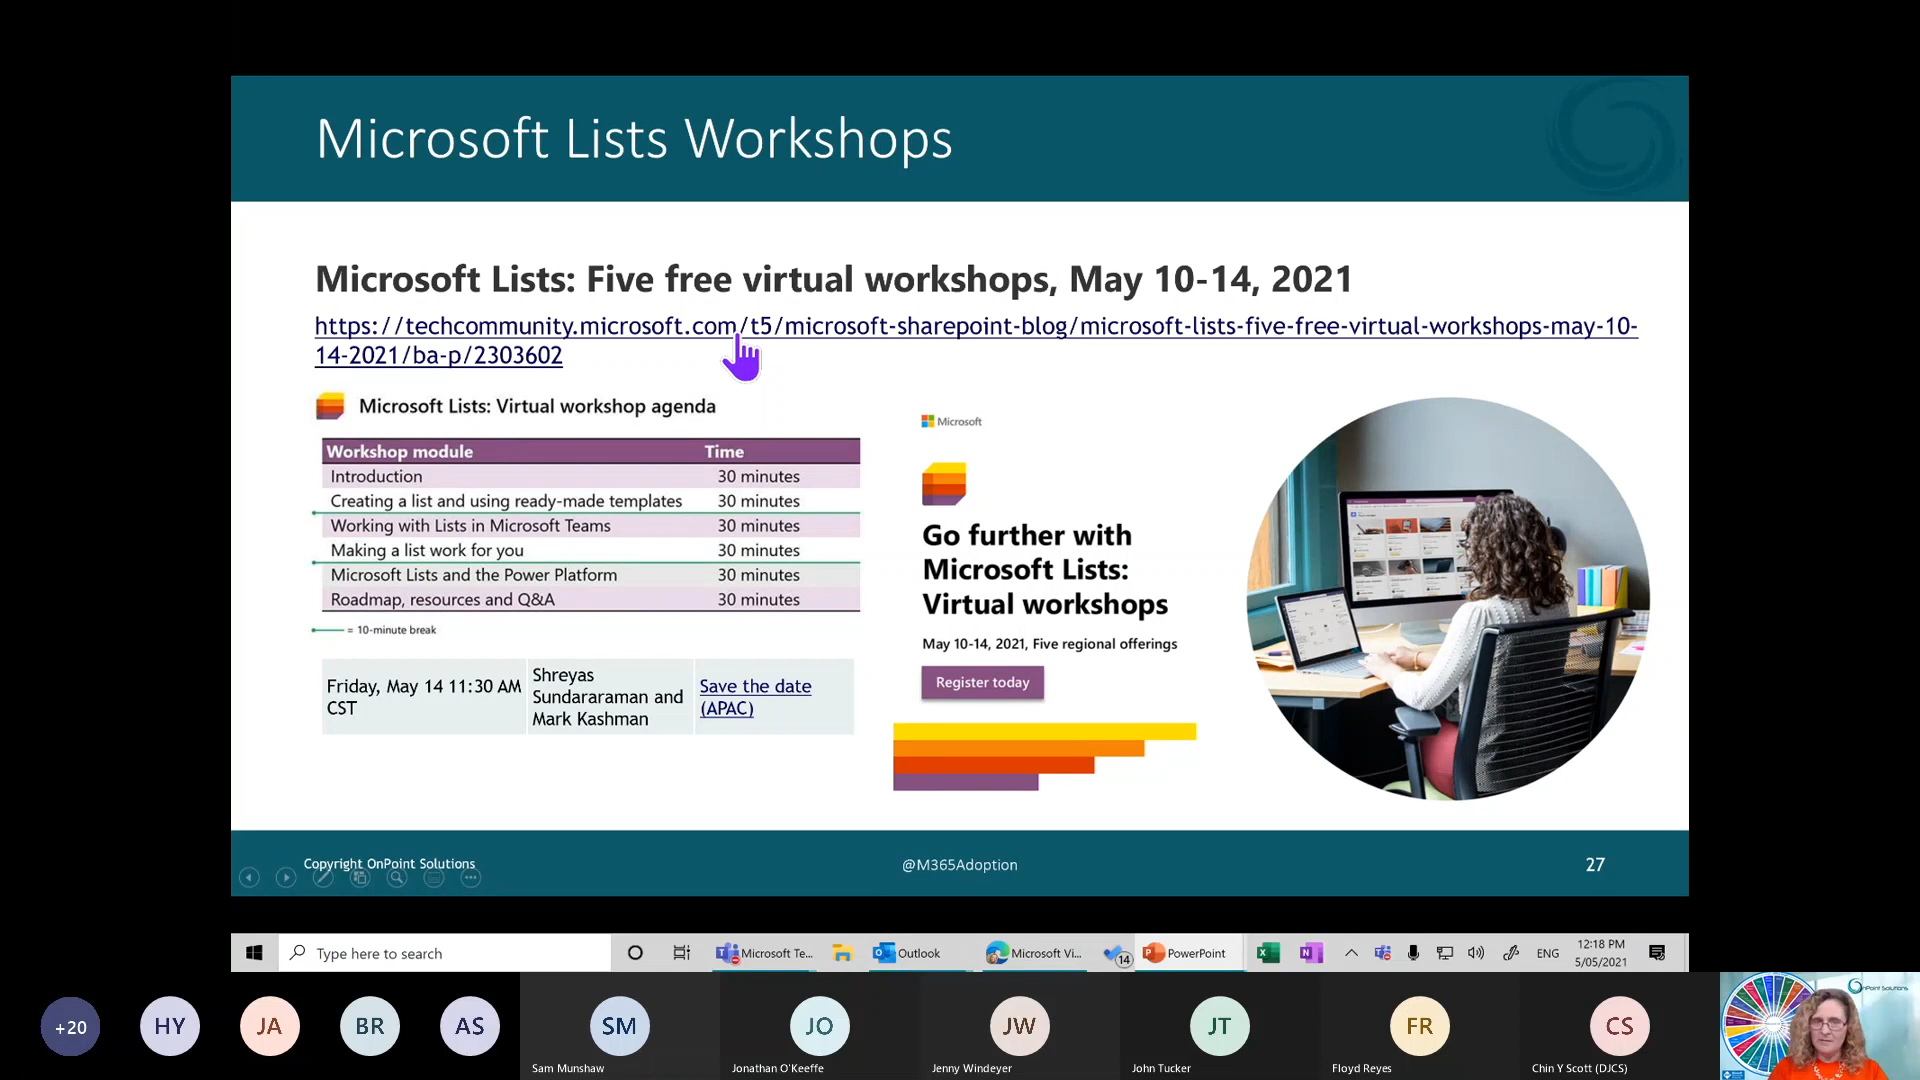 Microsoft Lists Workshops
Microsoft Lists: Five free virtual workshops, May 10-14, 2021
https://techcommunity.microsoft.com/t5/microsoft-sharepoint-blog/microsoft-lists-five-free-virtual-workshops-may-10-
14-2021/ba-p/2303602
Microsoft Lists: Virtual workshop agenda
Workshop module Time
Introduction 30 minutes
Creating a list and using ready-made templates 30 minutes
Working with Lists in Microsoft Teams 30 minutes
Making a list work for you 30 minutes
Microsoft Lists and the Power Platform 30 minutes
Roadmap, resources and Q&A 30 minutes
= 10-minute break
Friday, May 14 11:30 AM
CST
Shreyas
Sundararaman and
Mark Kashman
Save the date
(APAC)
Microsoft
Go further with
Microsoft Lists:
Virtual workshops
May 10-14, 2021, Five regional offerings
Register today
Copyright OnPoint Solutions
@M365Adoption
27
Type here to search
Microsoft Te...
Outlook
Microsoft Vi...
14
PowerPoint
ENG
12:18 PM
5/05/2021
+20
HY
JA
BR
AS
SM
Sam Munshaw
JO
Jonathan O'Keeffe
JW
Jenny Windeyer
JT
John Tucker
FR
Floyd Reyes
CS
Chin Y Scott (DJCS)
OnPoint Solutions